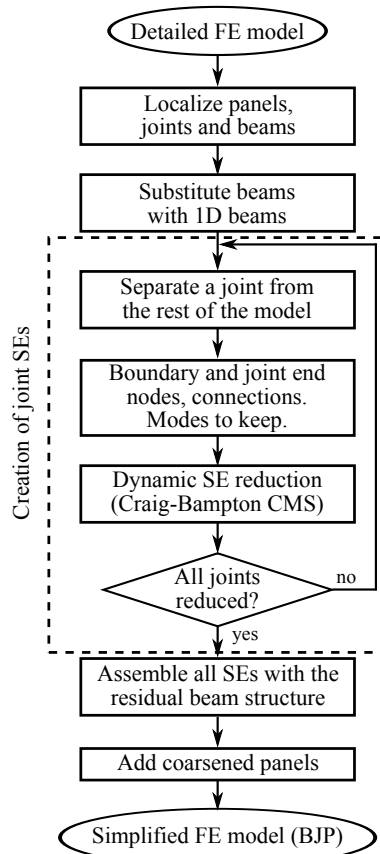 Detailed FE model
Localize panels,
joints and beams
Substitute beams
with 1D beams
Creation of joint SEs
Separate a joint from
the rest of the model
Boundary and joint end
nodes, connections.
Modes to keep.
Dynamic SE reduction
(Craig-Bampton CMS)
All joints
reduced?
no
yes
Assemble all SEs with the
residual beam structure
Add coarsened panels
Simplified FE model (BJP)